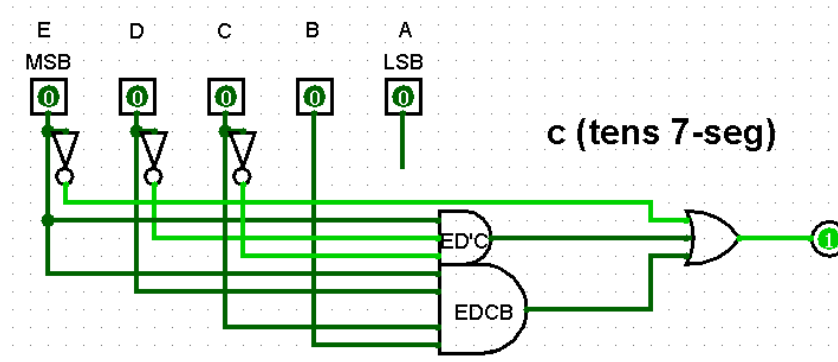 E D C B A
MSB LSB
0 0 0 0 0
c (tens 7-seg)
ED'C
1
EDCB